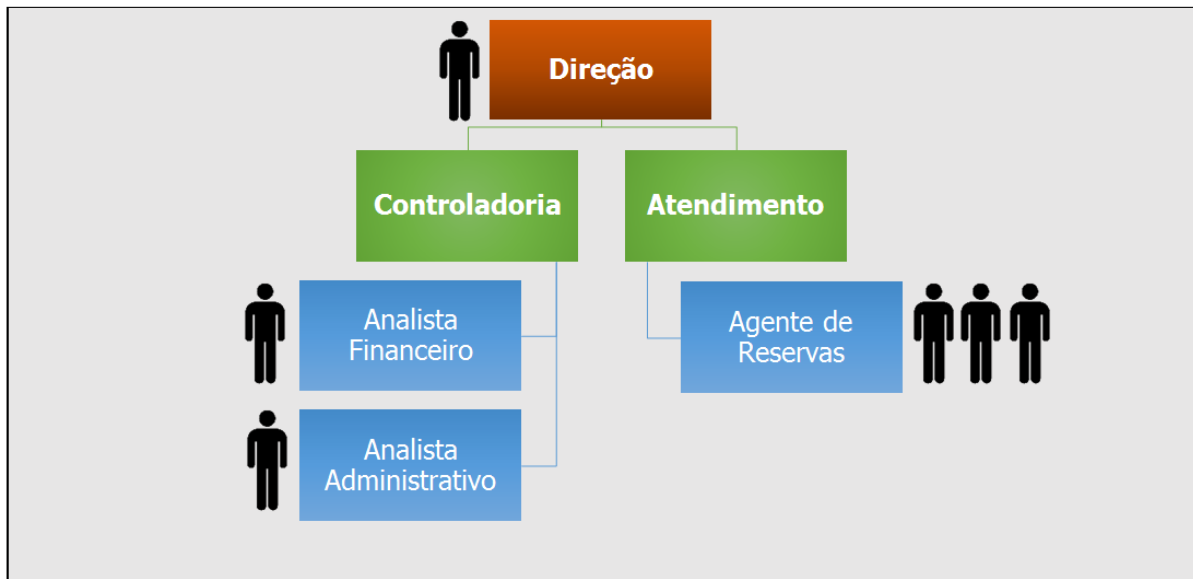 Direção
Controladoria
Atendimento
Analista
Financeiro
Agente de
Reservas
Analista
Administrativo